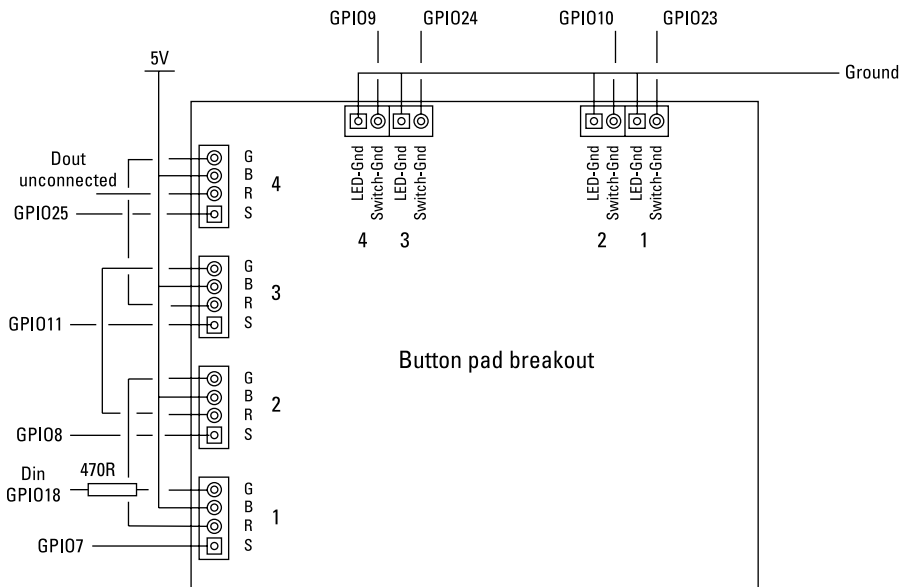 GPIO9 GPIO24 GPIO10 GPIO23
5V
Ground
LED-Gnd Switch-Gnd LED-Gnd Switch-Gnd LED-Gnd Switch-Gnd LED-Gnd Switch-Gnd
4 3 2 1
Dout
unconnected
GPIO25
G
B
R
S
4
GPIO11
G
B
R
S
3
Button pad breakout
GPIO8
G
B
R
S
2
Din
GPIO18
470R
GPIO7
G
B
R
S
1